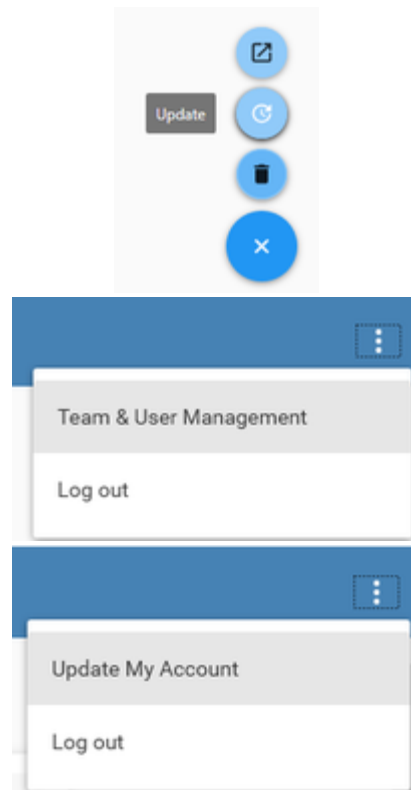 Update
Team & User Management
Log out
Update My Account
Log out